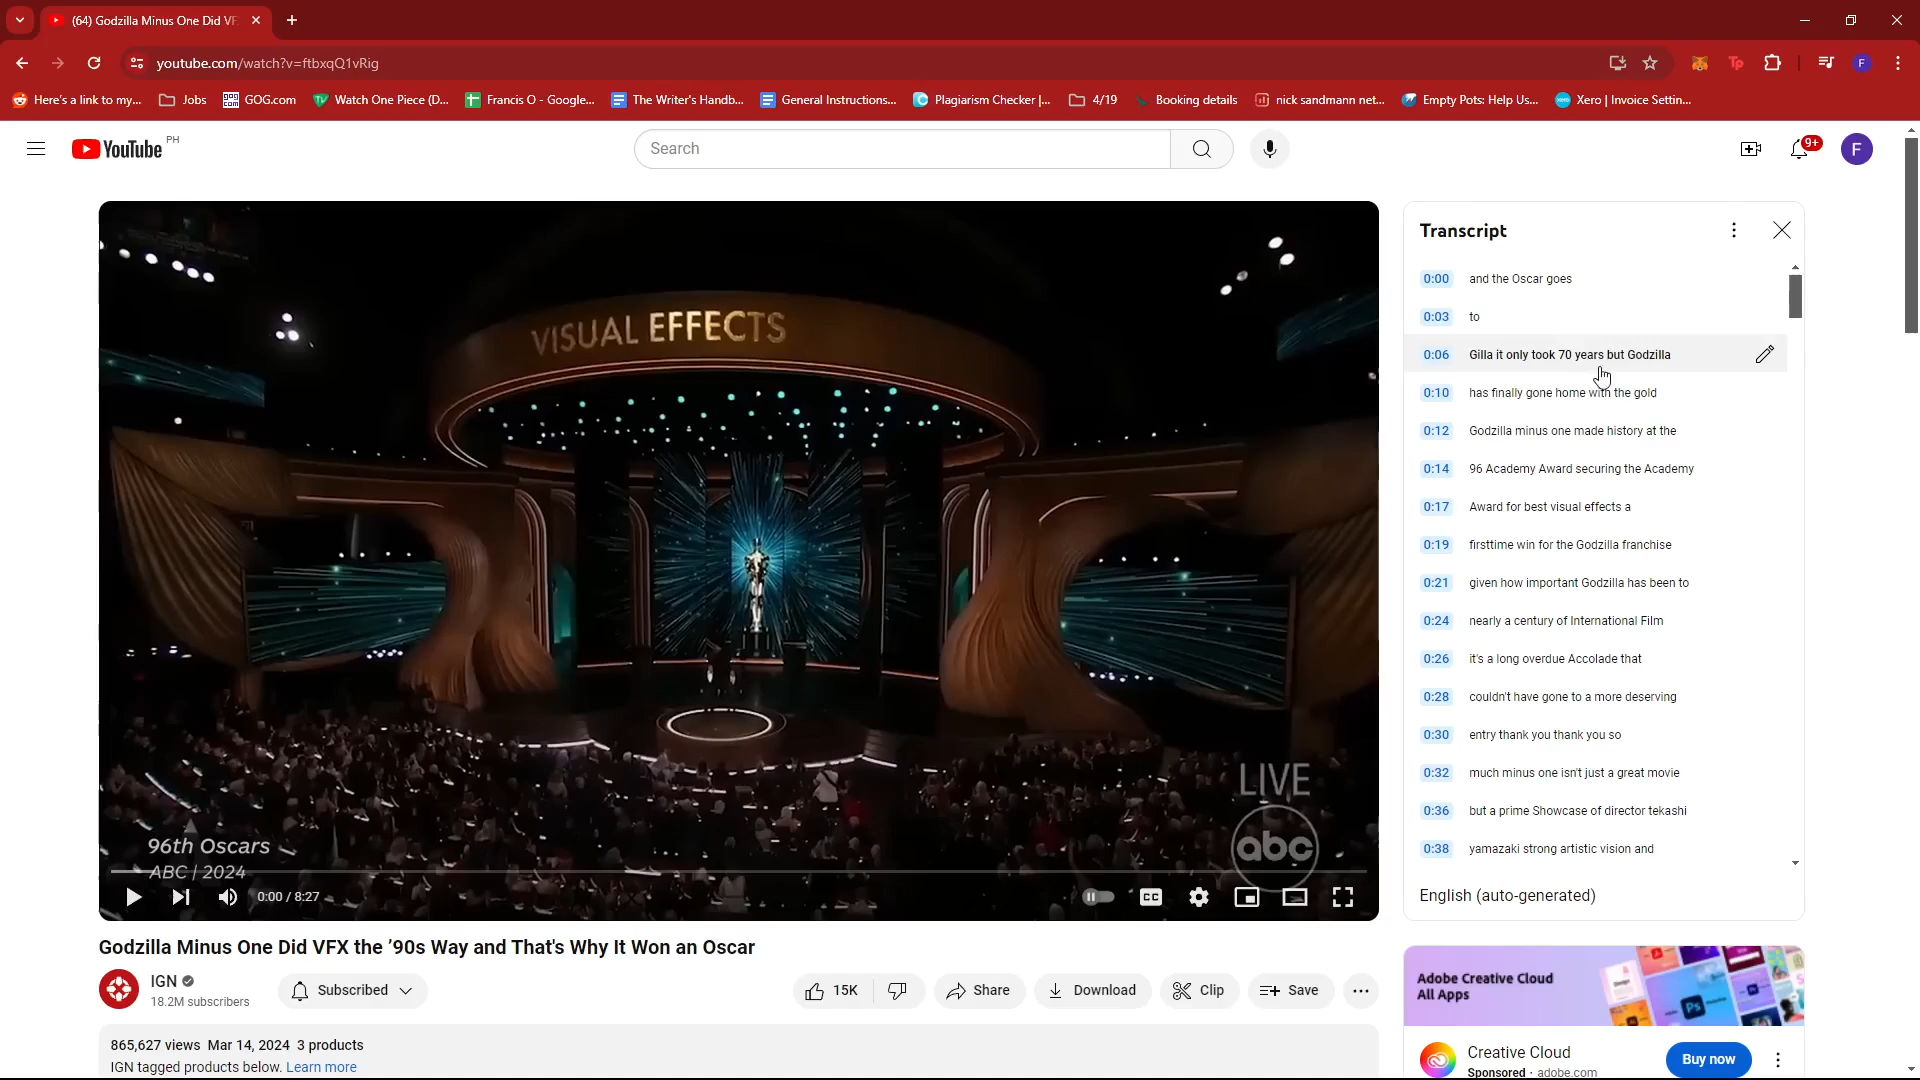 (64) Godzilla Minus One Did VF
youtube.com/watch?v=ftbxqQ1vRig
Here's a link to my...
Jobs
GOG.com
Watch One Piece (D...
Francis O - Google...
The Writer's Handb...
General Instructions...
Plagiarism Checker |...
4/19
Booking details
nick sandmann net...
Empty Pots: Help Us...
Xero | Invoice Settin...
YouTube PH
Search
9+
F
VISUAL EFFECTS
LIVE
abc
96th Oscars
ABC | 2024
0:00 / 8:27
CC
Transcript
0:00 and the Oscar goes
0:03 to
0:06 Gilla it only took 70 years but Godzilla
0:10 has finally gone home with the gold
0:12 Godzilla minus one made history at the
0:14 96 Academy Award securing the Academy
0:17 Award for best visual effects a
0:19 firsttime win for the Godzilla franchise
0:21 given how important Godzilla has been to
0:24 nearly a century of International Film
0:26 it's a long overdue Accolade that
0:28 couldn't have gone to a more deserving
0:30 entry thank you thank you so
0:32 much minus one isn't just a great movie
0:36 but a prime Showcase of director tekashi
0:38 yamazaki strong artistic vision and
English (auto-generated)
Godzilla Minus One Did VFX the ’90s Way and That's Why It Won an Oscar
IGN
18.2M subscribers
Subscribed
15K
Share
Download
Clip
Save
865,627 views Mar 14, 2024 3 products
IGN tagged products below. Learn more
Adobe Creative Cloud
All Apps
Creative Cloud
Sponsored · adobe.com
Buy now